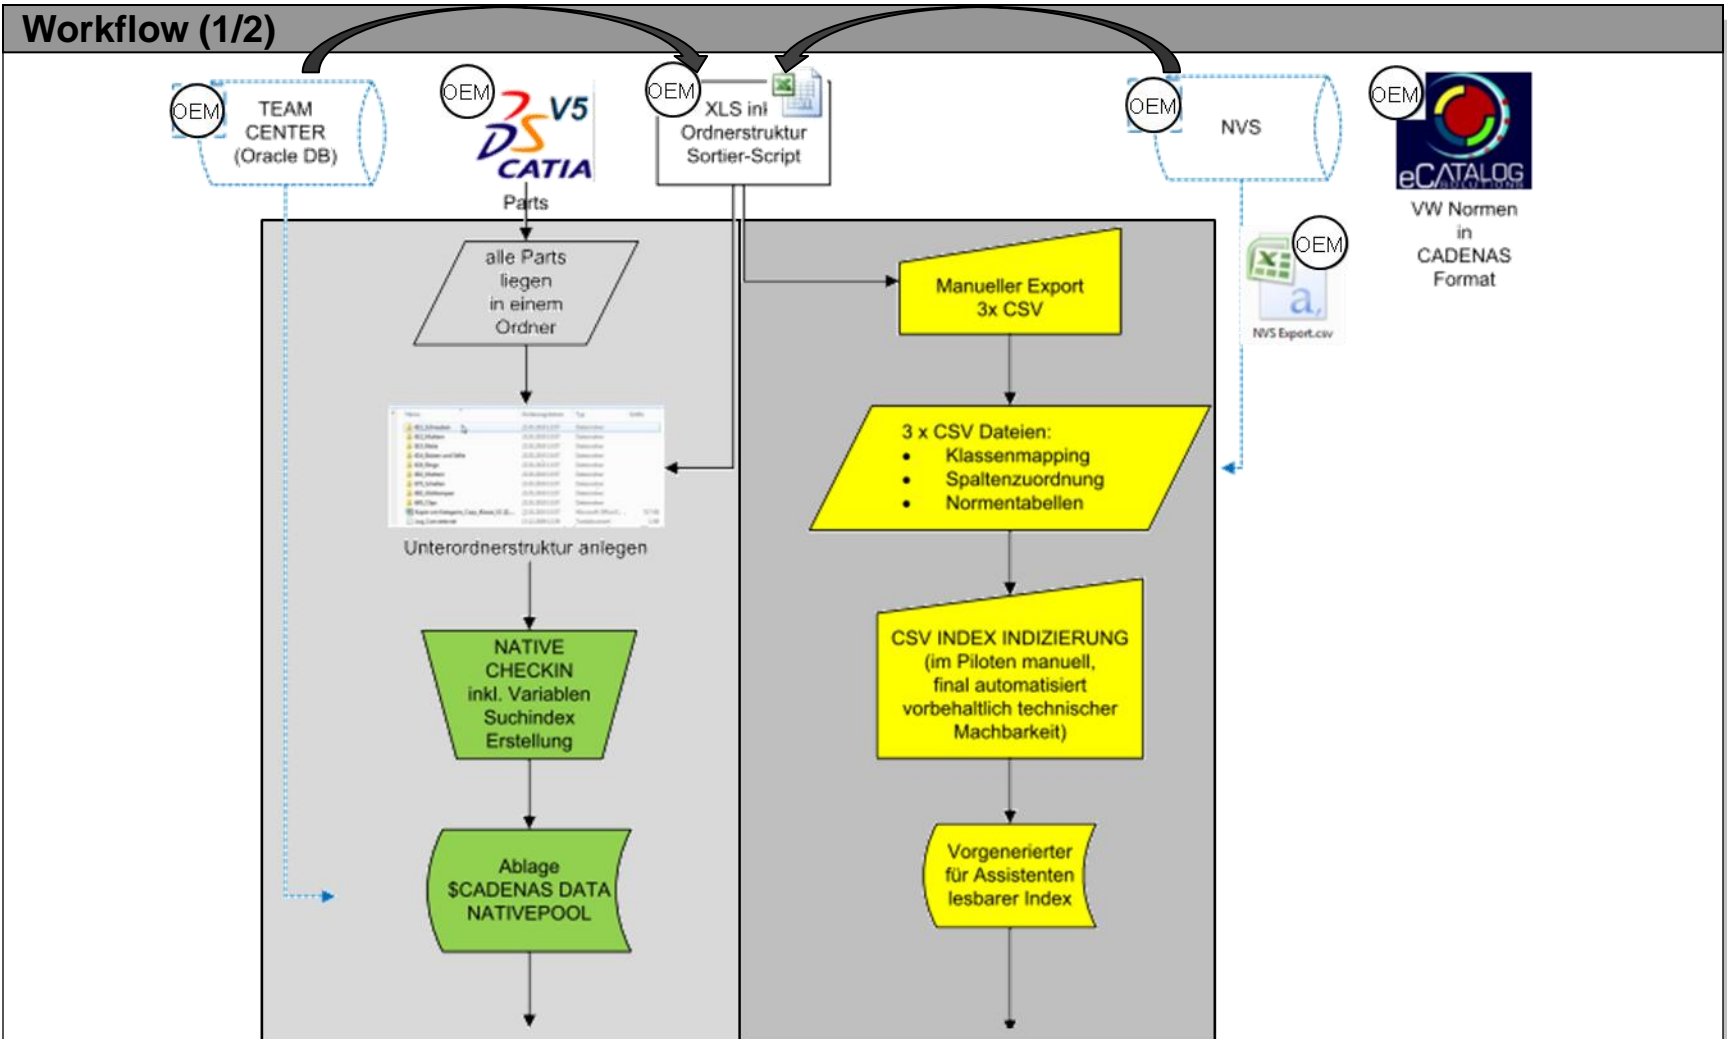 Workflow (1/2)
OEM
TEAM
CENTER
(Oracle DB)
OEM
V5
DS
CATIA
Parts
OEM
XLS inkl
Ordnerstruktur
Sortier-Script
OEM
NVS
OEM
eCATALOG
SOLUTIONS
VW Normen
in
CADENAS
Format
OEM
a,
NVS Export.csv
alle Parts
liegen
in einem
Ordner
Unterordnerstruktur anlegen
NATIVE
CHECKIN
inkl. Variablen
Suchindex
Erstellung
Ablage
$CADENAS DATA
NATIVEPOOL
Manueller Export
3x CSV
3 x CSV Dateien:
• Klassenmapping
• Spaltenzuordnung
• Normentabellen
CSV INDEX INDIZIERUNG
(im Piloten manuell,
final automatisiert
vorbehaltlich technischer
Machbarkeit)
Vorgenerierter
für Assistenten
lesbarer Index